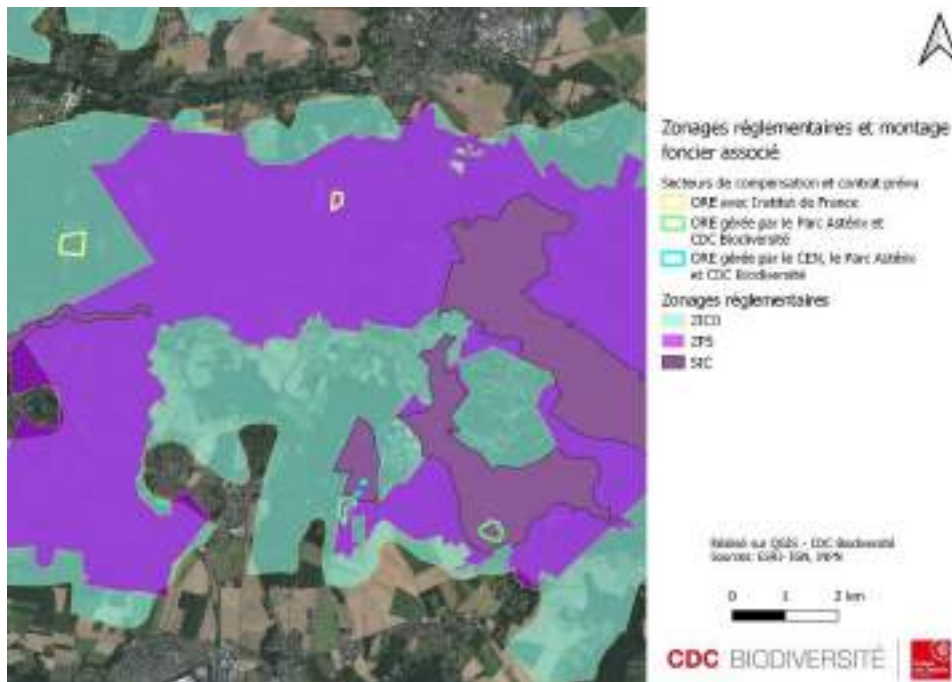 Zonages réglementaires et montage
foncier associé
Secteurs de compensation et contrat prévu
ORE avec Institut de France
ORE gérée par le Parc Astérix et
CDC Biodiversité
ORE gérée par le CEN, le Parc Astérix
et CDC Biodiversité
Zonages réglementaires
ZICO
ZPS
SIC
Réalisé sur QGIS - CDC Biodiversité
Sources: ESRI- IGN, INPN
0 1 2 km
CDC BIODIVERSITÉ